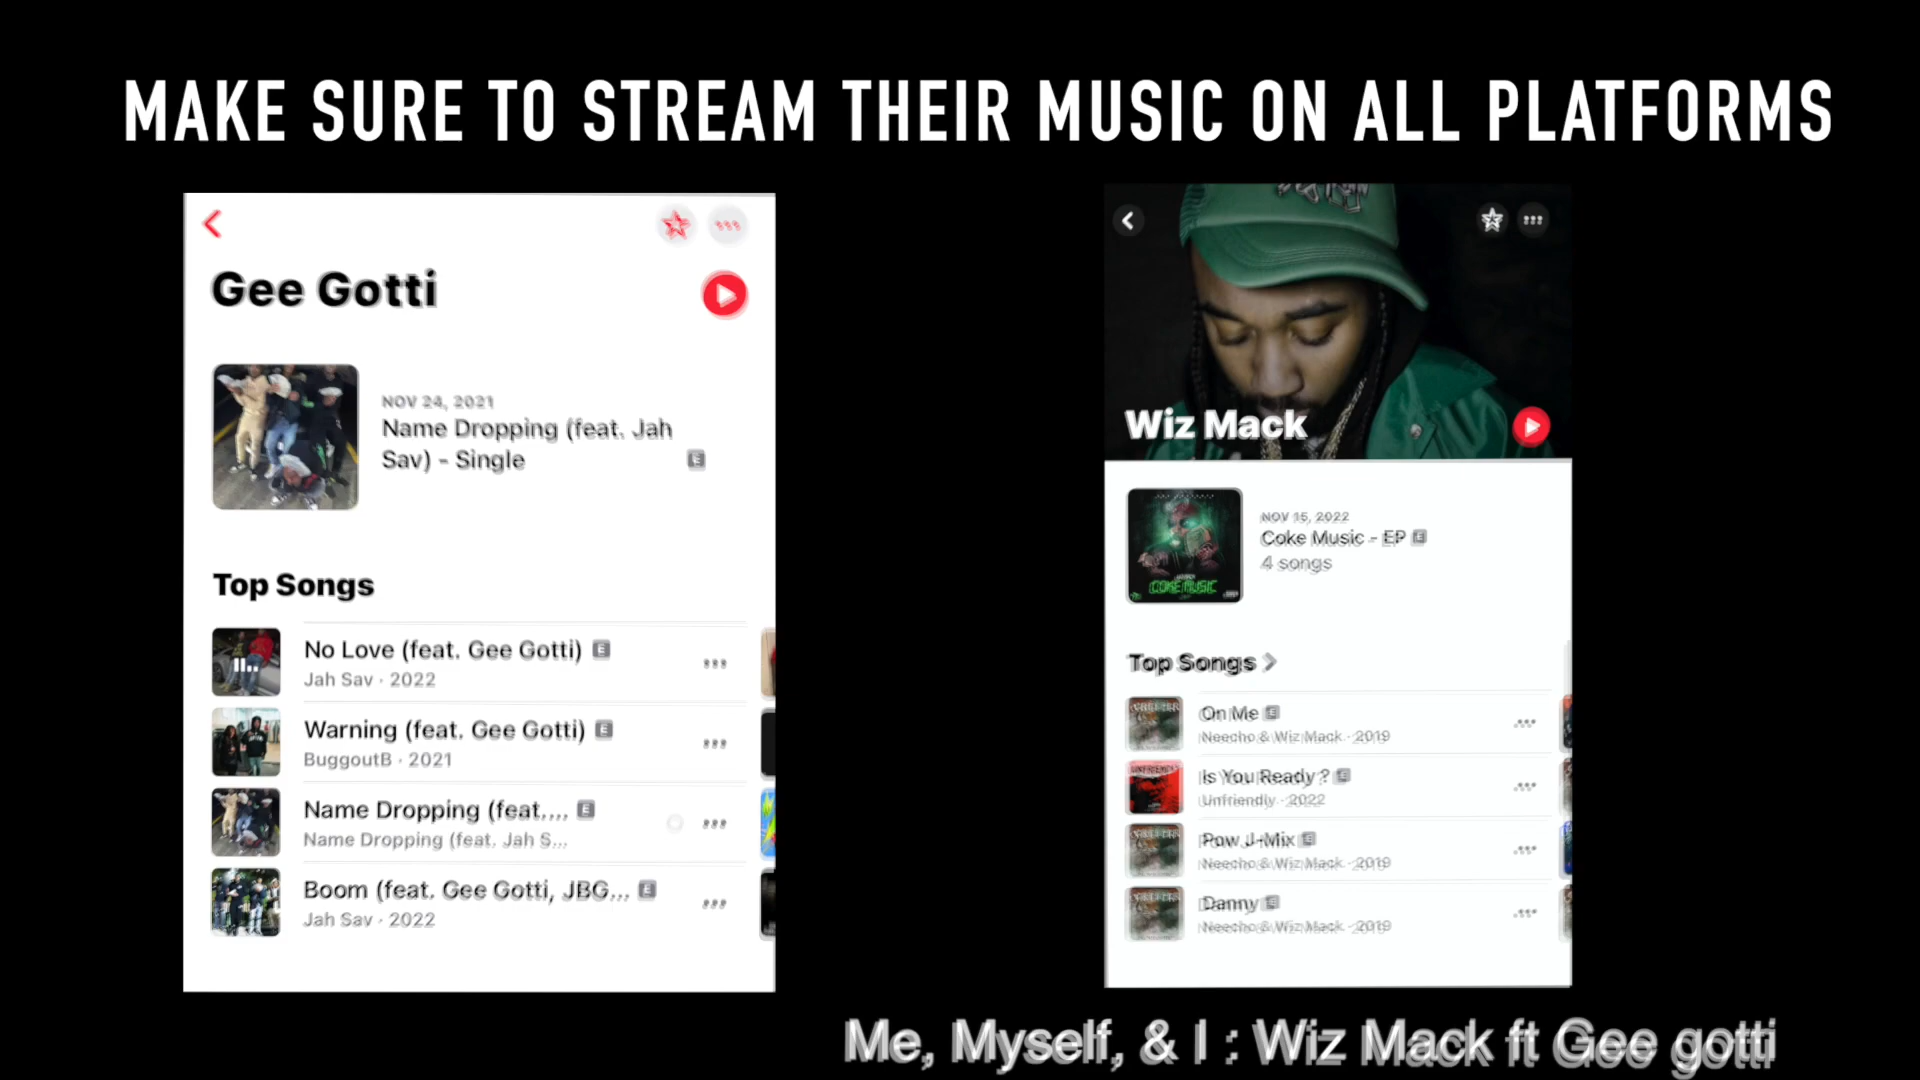 MAKE SURE TO STREAM THEIR MUSIC ON ALL PLATFORMS
Gee Gotti
NOV 24, 2021
Name Dropping (feat. Jah
Sav) - Single E
Top Songs
No Love (feat. Gee Gotti) E
Jah Sav · 2022
Warning (feat. Gee Gotti) E
BuggoutB · 2021
Name Dropping (feat.... E
Name Dropping (feat. Jah S...
Boom (feat. Gee Gotti, JBG... E
Jah Sav · 2022
Wiz Mack
COKE MUSIC
NOV 15, 2022
Coke Music - EP E
4 songs
Top Songs
On Me E
Neecho & Wiz Mack · 2019
Is You Ready ? E
Unfriendly · 2022
Pow J-Mix E
Neecho & Wiz Mack · 2019
Danny E
Neecho & Wiz Mack · 2019
Me, Myself, & I : Wiz Mack ft Gee gotti